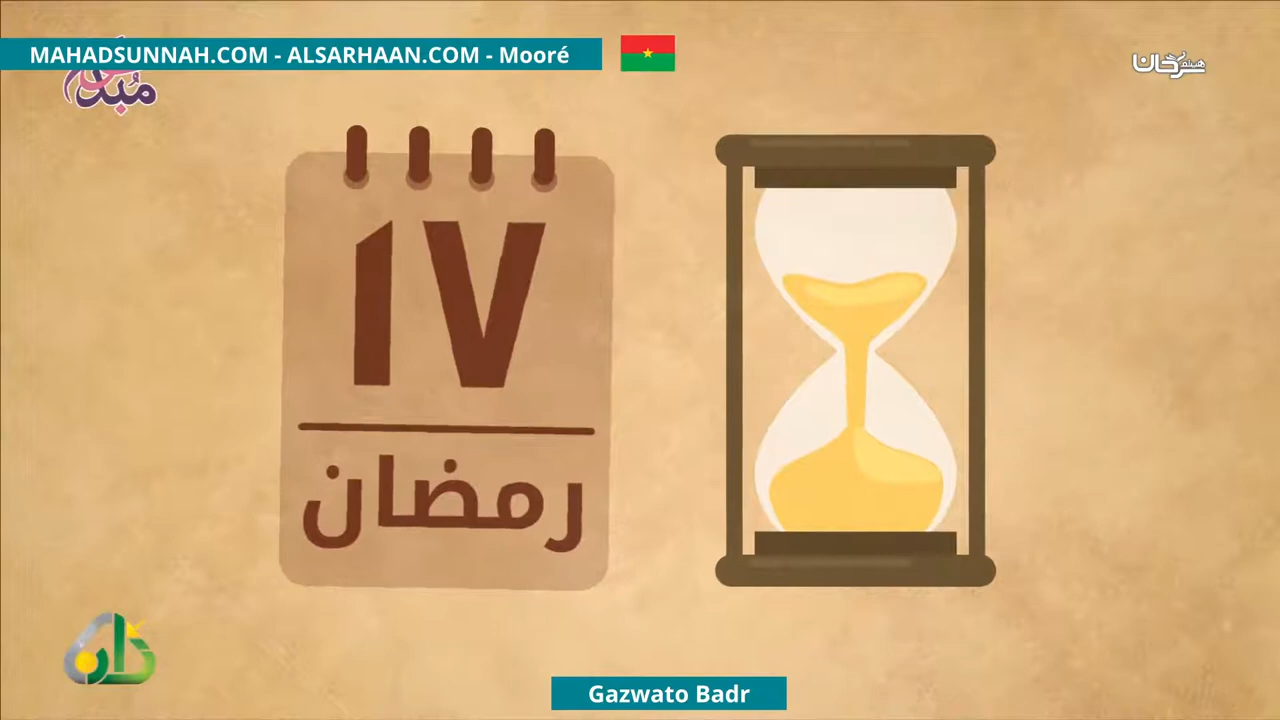 MAHADSUNNAH.COM - ALSARHAAN.COM - Mooré
١٧
رمضان
Gazwato Badr